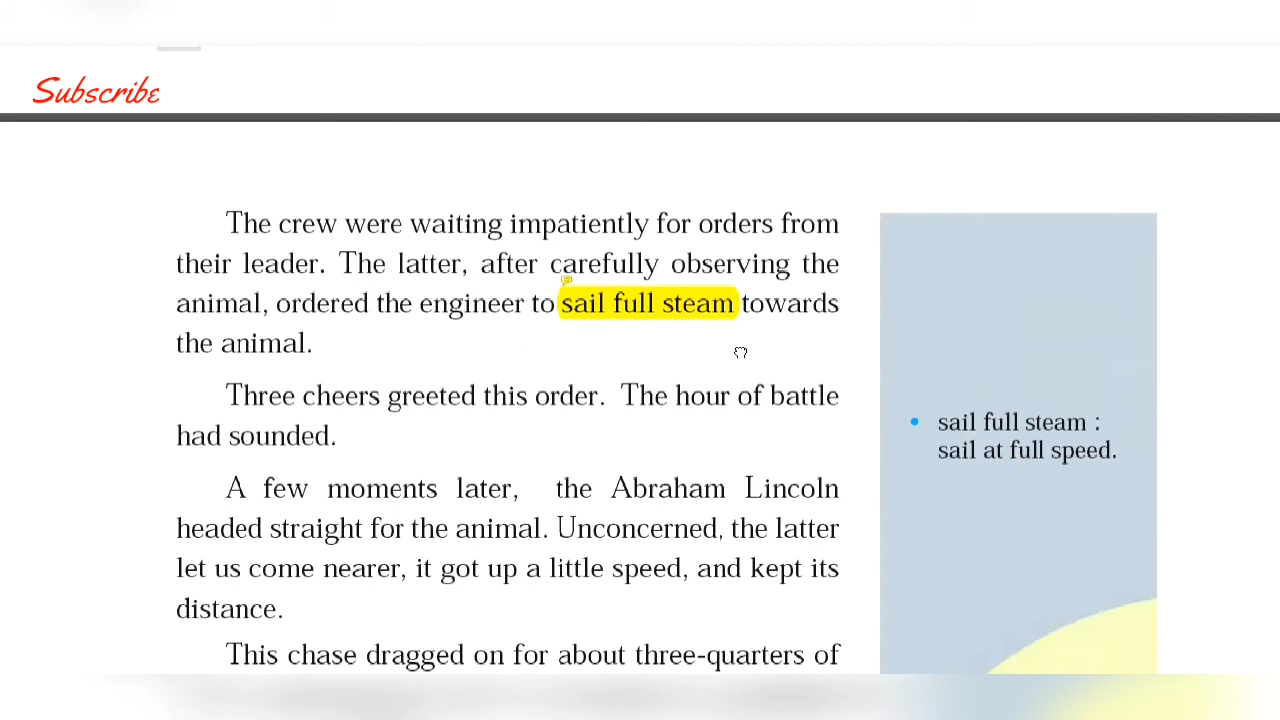 Subscribe
The crew were waiting impatiently for orders from
their leader. The latter, after carefully observing the
animal, ordered the engineer to sail full steam towards
the animal.
Three cheers greeted this order. The hour of battle
had sounded.
A few moments later, the Abraham Lincoln
headed straight for the animal. Unconcerned, the latter
let us come nearer, it got up a little speed, and kept its
distance.
This chase dragged on for about three-quarters of
• sail full steam :
sail at full speed.